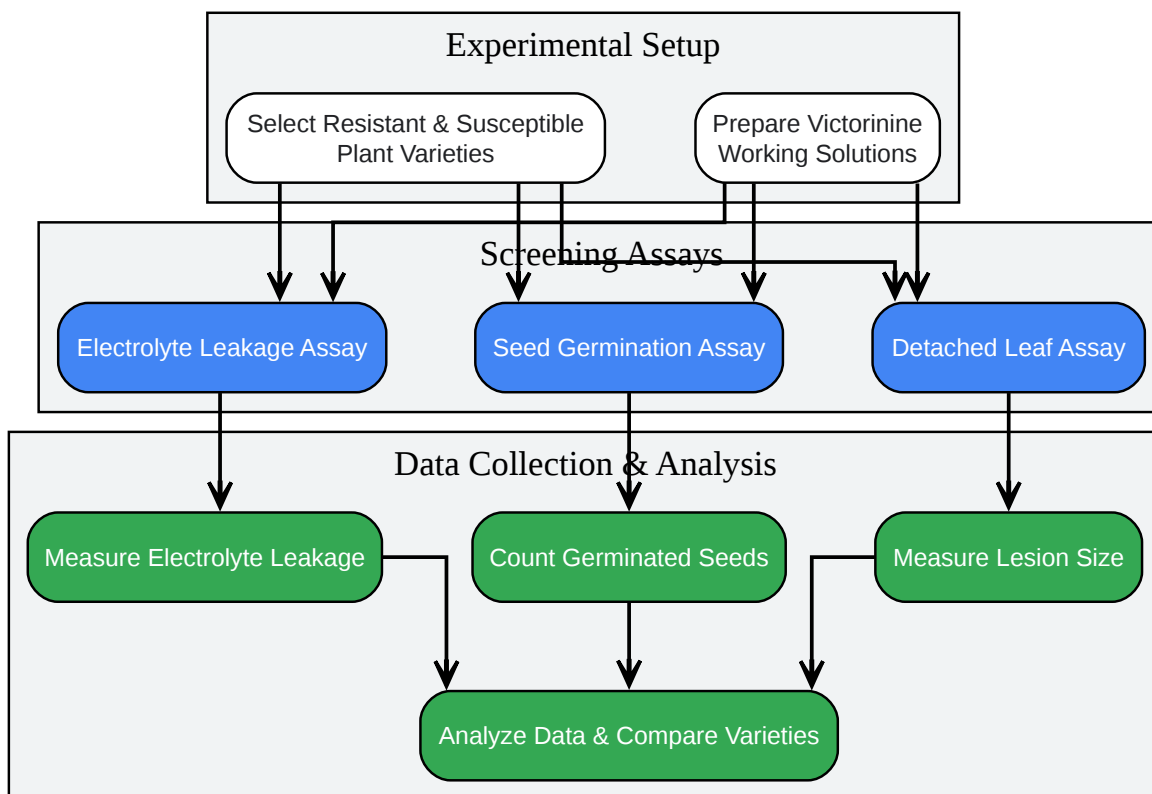 Experimental Setup
Select Resistant & Susceptible
Plant Varieties
Prepare Victorinine
Working Solutions
Screening Assays
Electrolyte Leakage Assay
Seed Germination Assay
Detached Leaf Assay
Data Collection & Analysis
Measure Electrolyte Leakage
Count Germinated Seeds
Measure Lesion Size
Analyze Data & Compare Varieties